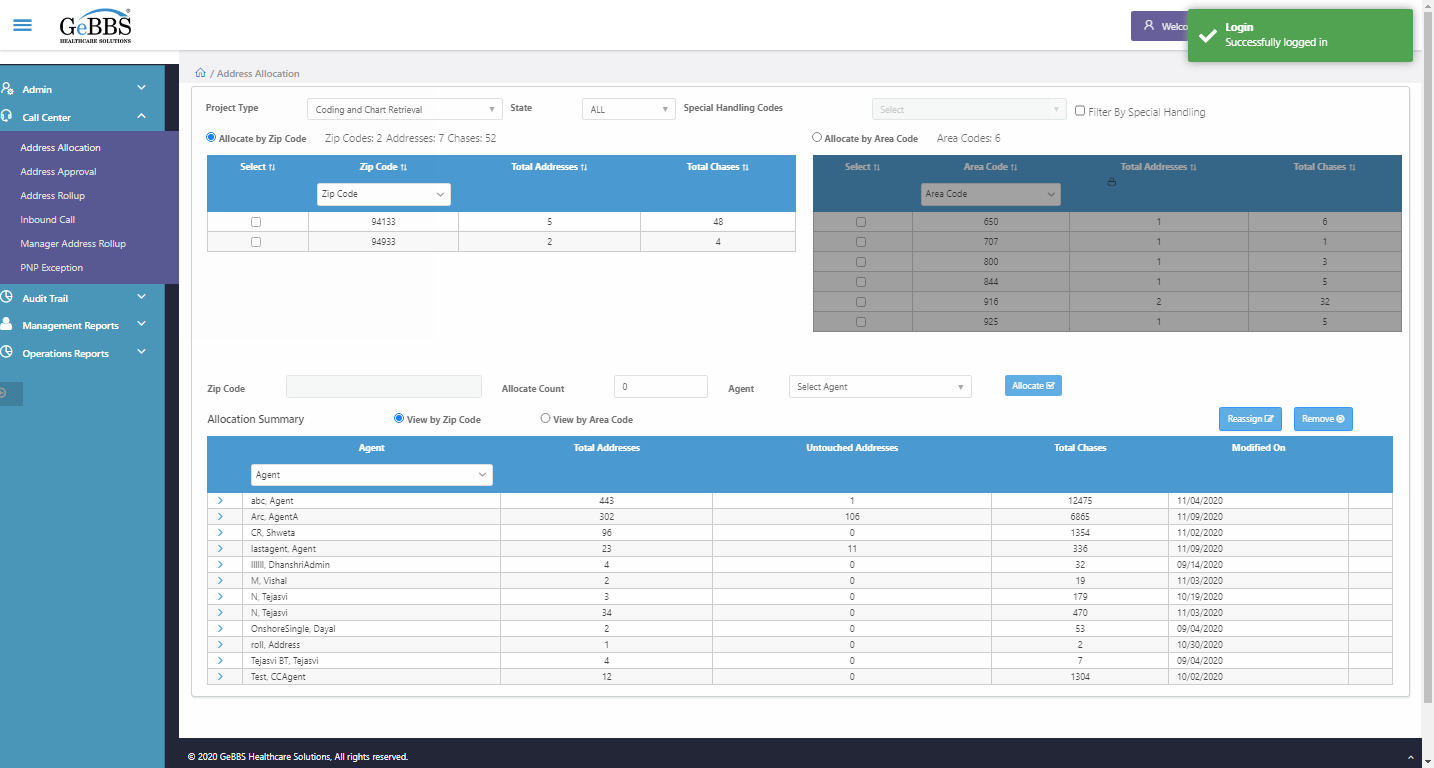 GeBBS
HEALTHCARE SOLUTIONS
Welco
Login
Successfully logged in
Admin
Call Center
Address Allocation
Address Approval
Address Rollup
Inbound Call
Manager Address Rollup
PNP Exception
Audit Trail
Management Reports
Operations Reports
/ Address Allocation
Project Type Coding and Chart Retrieval State ALL Special Handling Codes Select Filter By Special Handling
Allocate by Zip Code Zip Codes: 2 Addresses: 7 Chases: 52
Select Zip Code Total Addresses Total Chases
Zip Code
94133 5 48
94933 2 4
Allocate by Area Code Area Codes: 6
Select Area Code Total Addresses Total Chases
Area Code
650 1 6
707 1 1
800 1 3
844 1 5
916 2 32
925 1 5
Zip Code Allocate Count 0 Agent Select Agent Allocate
Allocation Summary View by Zip Code View by Area Code Reassign Remove
Agent Total Addresses Untouched Addresses Total Chases Modified On
Agent
abc, Agent 443 1 12475 11/04/2020
Arc, AgentA 302 106 6865 11/09/2020
CR, Shweta 96 0 1354 11/02/2020
lastagent, Agent 23 11 336 11/09/2020
llllll, DhanshriAdmin 4 0 32 09/14/2020
M, Vishal 2 0 19 11/03/2020
N, Tejasvi 3 0 179 10/19/2020
N, Tejasvi 34 0 470 11/03/2020
OnshoreSingle, Dayal 2 0 53 09/04/2020
roll, Address 1 0 2 10/30/2020
Tejasvi BT, Tejasvi 4 0 7 09/04/2020
Test, CCAgent 12 0 1304 10/02/2020
© 2020 GeBBS Healthcare Solutions, All rights reserved.